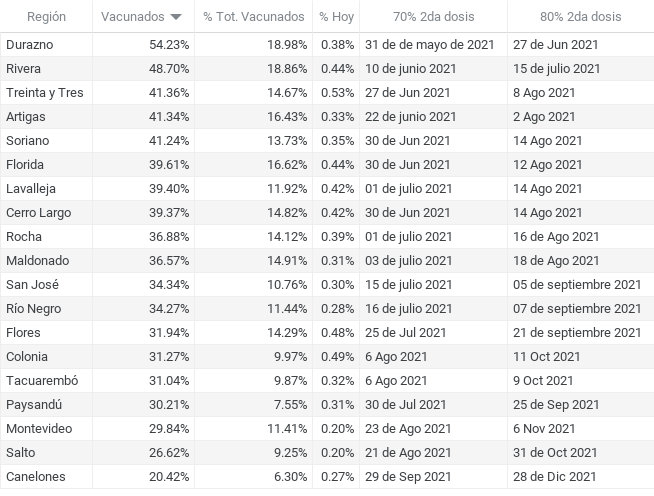 Región Vacunados % Tot. Vacunados % Hoy 70% 2da dosis 80% 2da dosis
Durazno 54.23% 18.98% 0.38% 31 de de mayo de 2021 27 de Jun 2021
Rivera 48.70% 18.86% 0.44% 10 de junio 2021 15 de julio 2021
Treinta y Tres 41.36% 14.67% 0.53% 27 de Jun 2021 8 Ago 2021
Artigas 41.34% 16.43% 0.33% 22 de junio 2021 2 Ago 2021
Soriano 41.24% 13.73% 0.35% 30 de Jun 2021 14 Ago 2021
Florida 39.61% 16.62% 0.44% 30 de Jun 2021 12 Ago 2021
Lavalleja 39.40% 11.92% 0.42% 01 de julio 2021 14 Ago 2021
Cerro Largo 39.37% 14.82% 0.42% 30 de Jun 2021 14 Ago 2021
Rocha 36.88% 14.12% 0.39% 01 de julio 2021 16 de Ago 2021
Maldonado 36.57% 14.91% 0.31% 03 de julio 2021 18 de Ago 2021
San José 34.34% 10.76% 0.30% 15 de julio 2021 05 de septiembre 2021
Río Negro 34.27% 11.44% 0.28% 16 de julio 2021 07 de septiembre 2021
Flores 31.94% 14.29% 0.48% 25 de Jul 2021 21 de septiembre 2021
Colonia 31.27% 9.97% 0.49% 6 Ago 2021 11 Oct 2021
Tacuarembó 31.04% 9.87% 0.32% 6 Ago 2021 9 Oct 2021
Paysandú 30.21% 7.55% 0.31% 30 de Jul 2021 25 de Sep 2021
Montevideo 29.84% 11.41% 0.20% 23 de Ago 2021 6 Nov 2021
Salto 26.62% 9.25% 0.20% 21 de Ago 2021 31 de Oct 2021
Canelones 20.42% 6.30% 0.27% 29 de Sep 2021 28 de Dic 2021